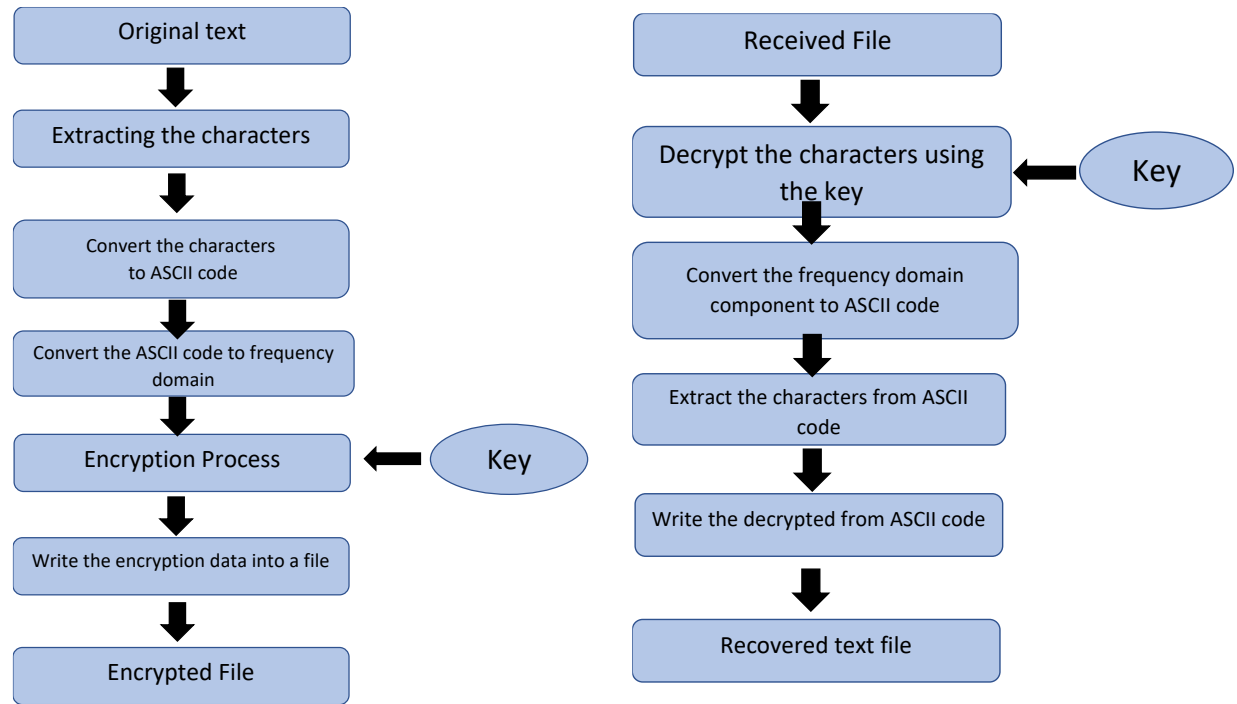 Original text
Extracting the characters
Convert the characters
to ASCII code
Convert the ASCII code to frequency
domain
Encryption Process
Key
Write the encryption data into a file
Encrypted File
Received File
Decrypt the characters using
the key
Key
Convert the frequency domain
component to ASCII code
Extract the characters from ASCII
code
Write the decrypted from ASCII code
Recovered text file